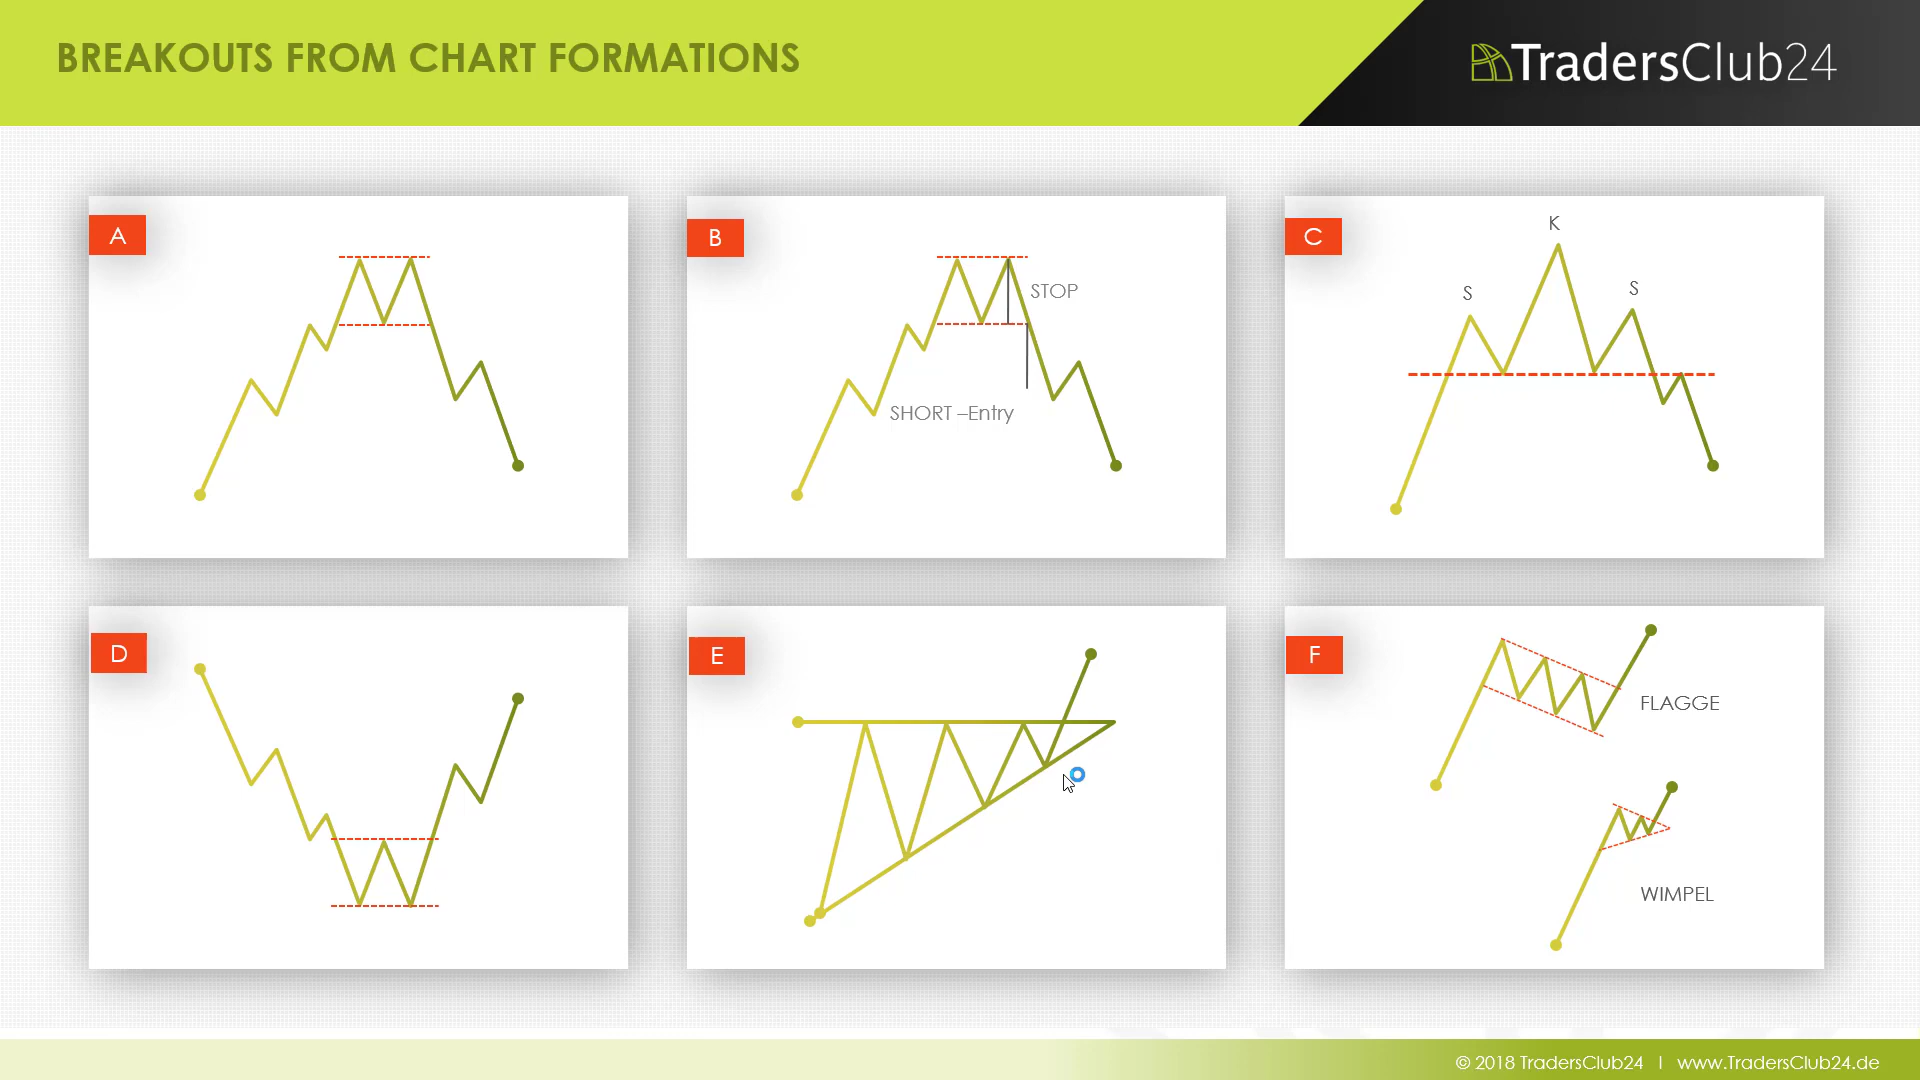 BREAKOUTS FROM CHART FORMATIONS
TradersClub24
A
B
STOP
SHORT –Entry
C
K
S
S
D
E
F
FLAGGE
WIMPEL
© 2018 TradersClub24 | www.TradersClub24.de